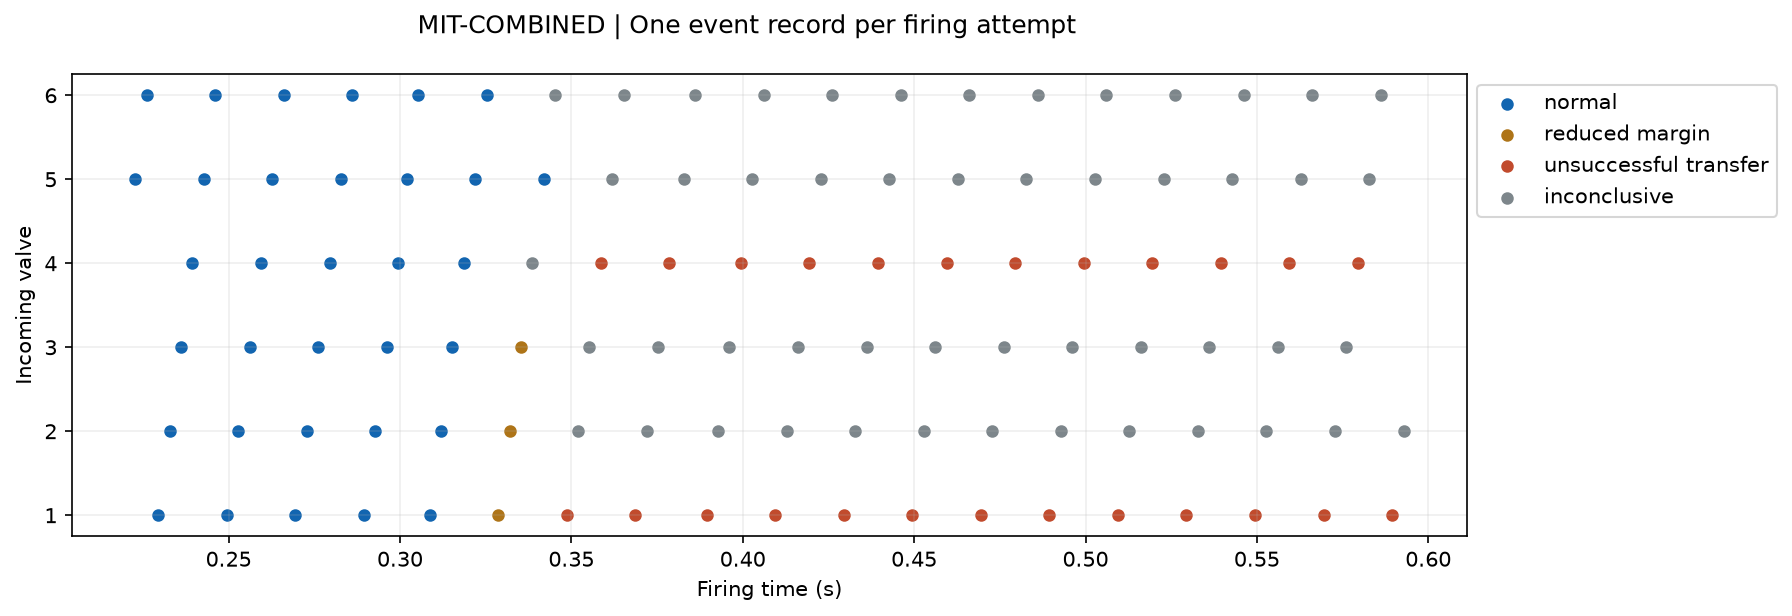 MIT-COMBINED | One event record per firing attempt
Incoming valve
6
5
4
3
2
1
0.25 0.30 0.35 0.40 0.45 0.50 0.55 0.60
Firing time (s)
normal
reduced margin
unsuccessful transfer
inconclusive